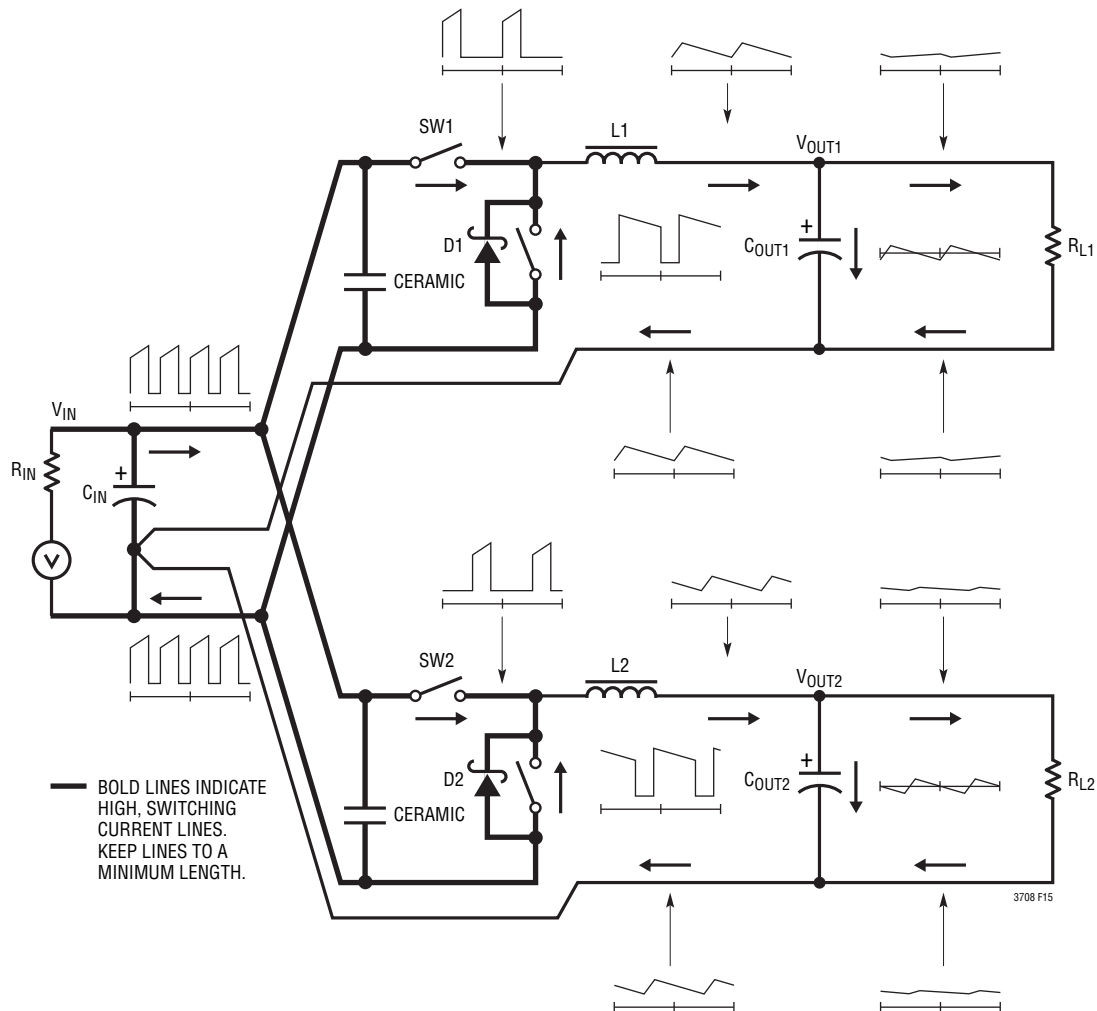 SW1
L1
VOUT1
D1
CERAMIC
+
COUT1
RL1
VIN
RIN
+
CIN
V
SW2
L2
VOUT2
D2
CERAMIC
+
COUT2
RL2
BOLD LINES INDICATE
HIGH, SWITCHING
CURRENT LINES.
KEEP LINES TO A
MINIMUM LENGTH.
3708 F15